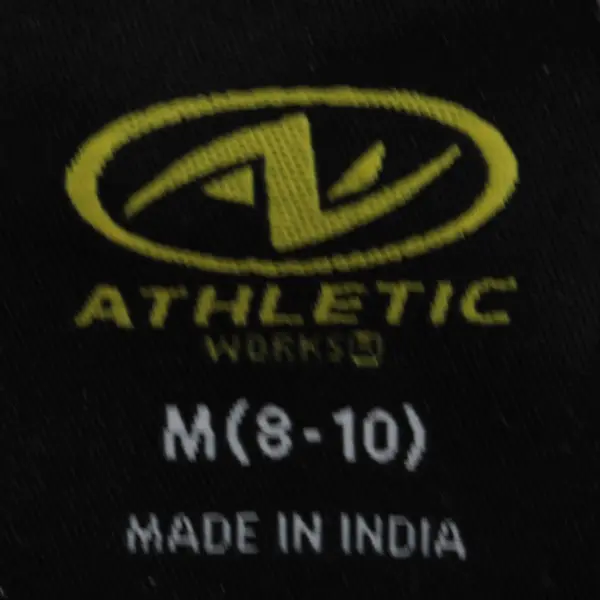 ATHLETIC
WORKS®
M(8-10)
MADE IN INDIA